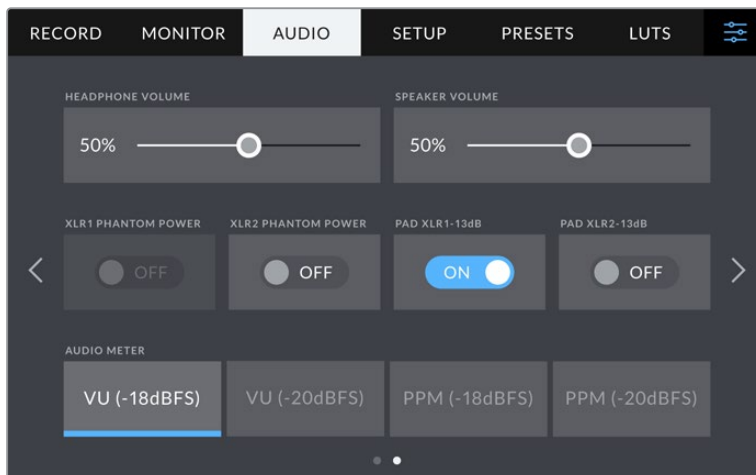 RECORD MONITOR AUDIO SETUP PRESETS LUTS
HEADPHONE VOLUME SPEAKER VOLUME
50% 50%
XLR1 PHANTOM POWER XLR2 PHANTOM POWER PAD XLR1-13dB PAD XLR2-13dB
OFF OFF ON OFF
AUDIO METER
VU (-18dBFS) VU (-20dBFS) PPM (-18dBFS) PPM (-20dBFS)